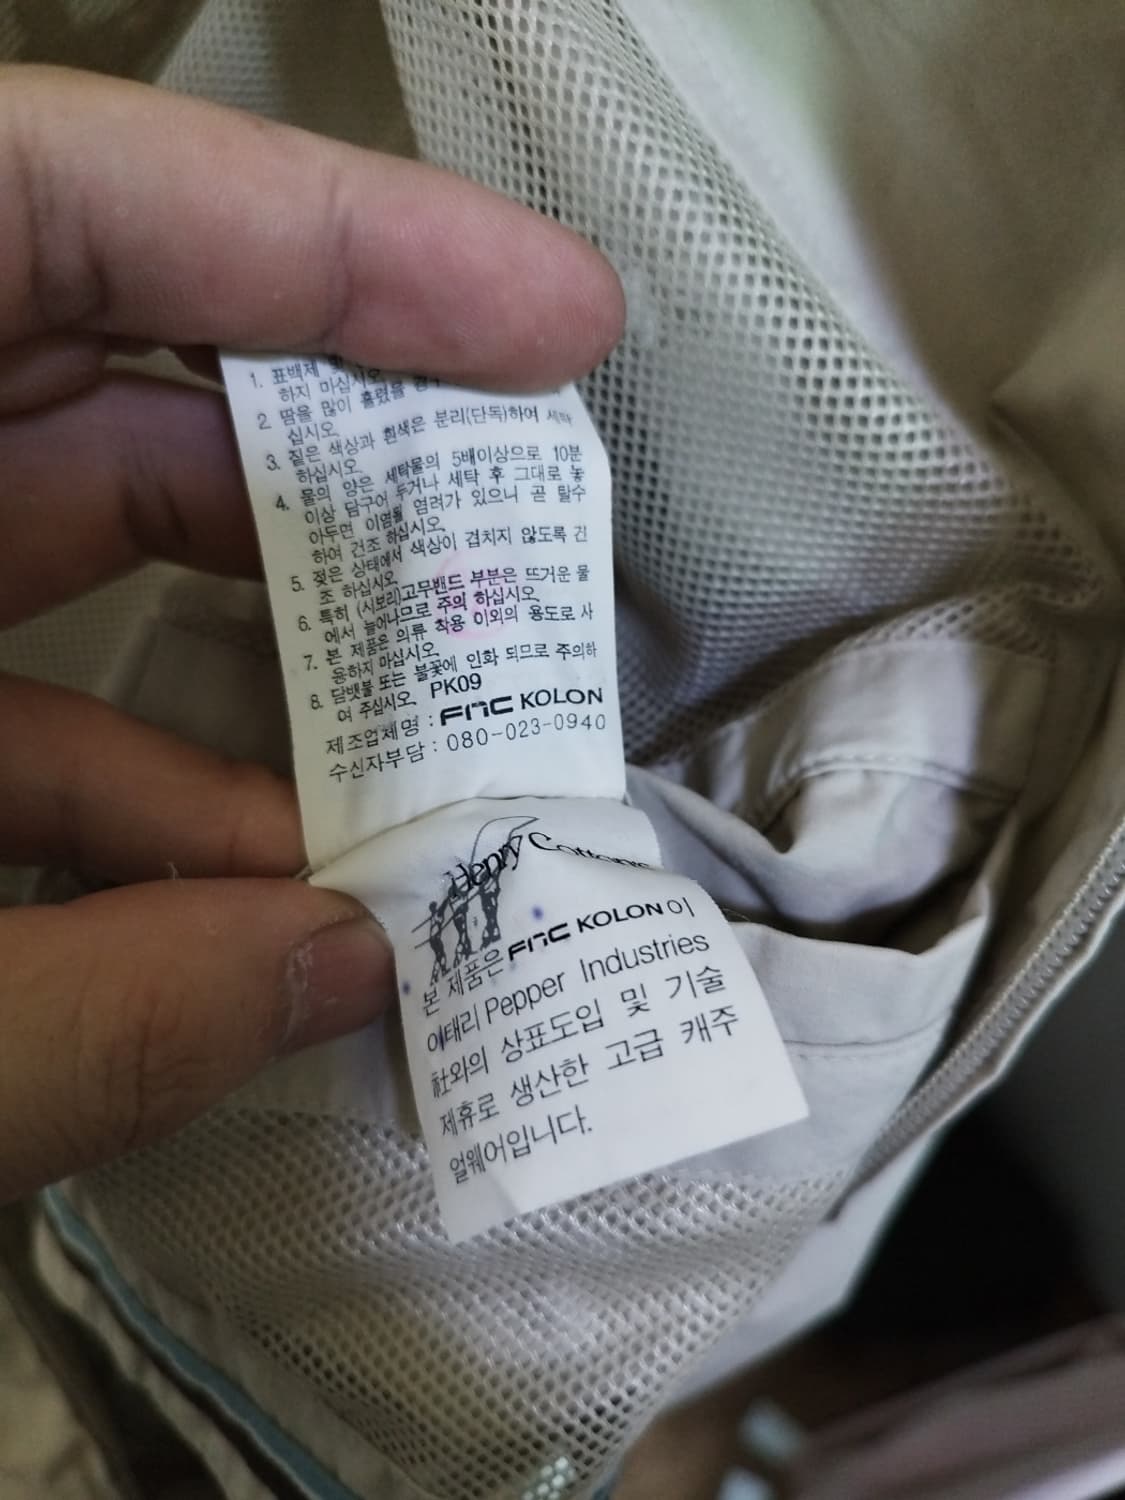 1. 표백제
하지 마십시오.
2. 땀을 많이 흘렸을 경우
십시오.
3. 짙은 색상과 흰색은 분리(단독)하여 세탁
하십시오.
4. 물의 양은 세탁물의 5배이상으로 10분
이상 담구어 두거나 세탁 후 그대로 놓
아두면 이염될 염려가 있으니 곧 탈수
하여 건조 하십시오.
5. 젖은 상태에서 색상이 겹치지 않도록 건
조 하십시오.
6. 특히 (시보리)고무밴드 부분은 뜨거운 물
에서 늘어나므로 주의 하십시오.
7. 본 제품은 의류 착용 이외의 용도로 사
용하지 마십시오.
8. 담뱃불 또는 불꽃에 인화 되므로 주의하
여 주십시오. PK09
제조업체명 : FnC KOLON
수신자부담 : 080-023-0940
Henry Cottons
본 제품은 FnC KOLON 이
이태리 Pepper Industries
社와의 상표도입 및 기술
제휴로 생산한 고급 캐주
얼웨어입니다.